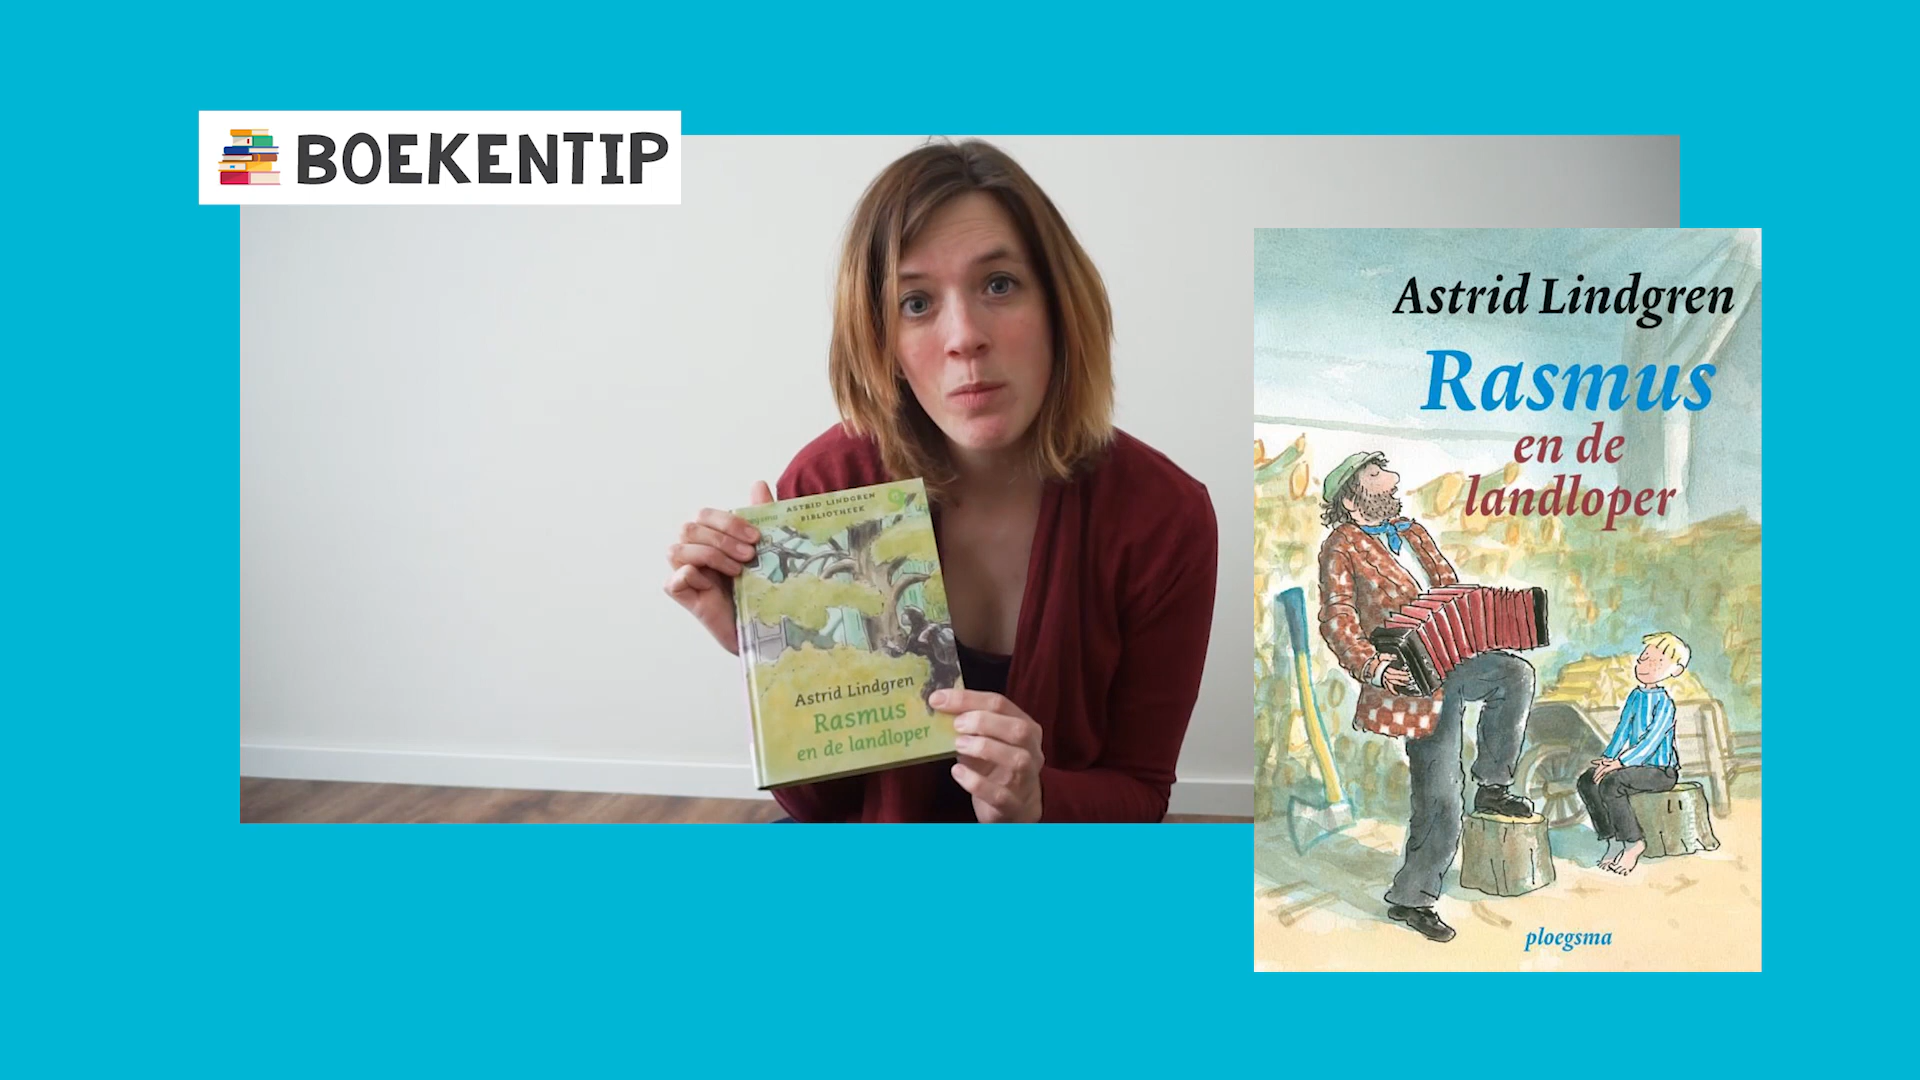 BOEKENTIP
ASTRID LINDGREN
BIBLIOTHEEK
Astrid Lindgren
Rasmus
en de landloper
Astrid Lindgren
Rasmus
en de
landloper
ploegsma